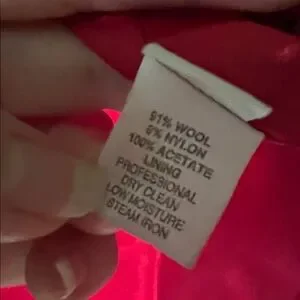 91% WOOL
9% NYLON
100% ACETATE
LINING
PROFESSIONAL
DRY CLEAN
LOW MOISTURE
STEAM IRON